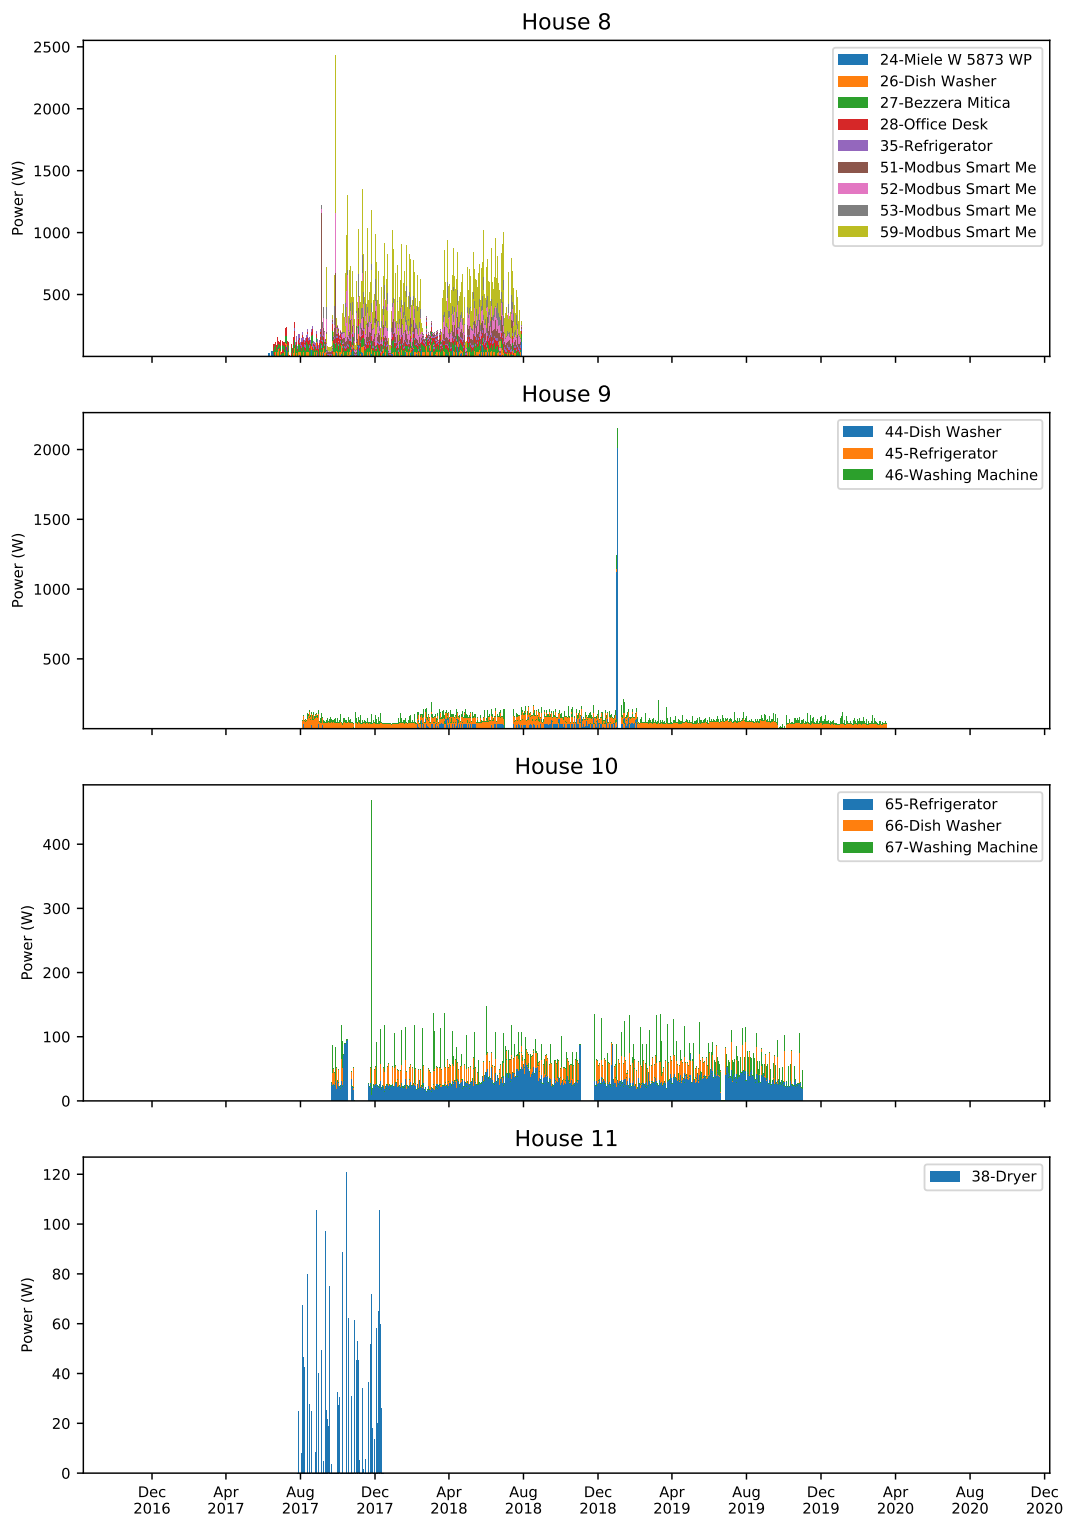 House 8
2500
2000
1500
1000
500
Power (W)
24-Miele W 5873 WP
26-Dish Washer
27-Bezzera Mitica
28-Office Desk
35-Refrigerator
51-Modbus Smart Me
52-Modbus Smart Me
53-Modbus Smart Me
59-Modbus Smart Me
House 9
2000
1500
1000
500
Power (W)
44-Dish Washer
45-Refrigerator
46-Washing Machine
House 10
400
300
200
100
0
Power (W)
65-Refrigerator
66-Dish Washer
67-Washing Machine
House 11
120
100
80
60
40
20
0
Power (W)
38-Dryer
Dec Apr Aug Dec Apr Aug Dec Apr Aug Dec Apr Aug Dec
2016 2017 2017 2017 2018 2018 2018 2019 2019 2019 2020 2020 2020